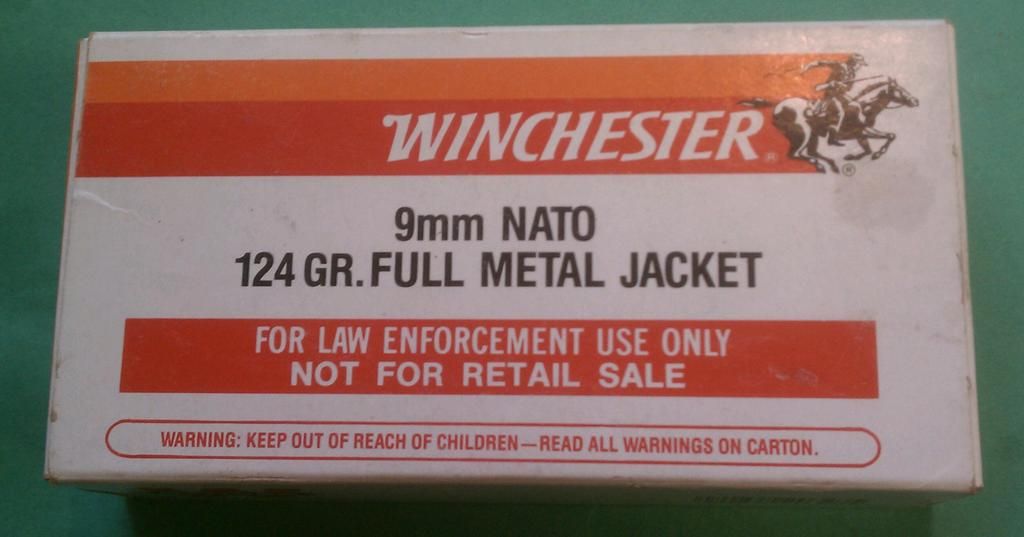 WINCHESTER®
®
9mm NATO
124 GR. FULL METAL JACKET
FOR LAW ENFORCEMENT USE ONLY
NOT FOR RETAIL SALE
WARNING: KEEP OUT OF REACH OF CHILDREN—READ ALL WARNINGS ON CARTON.